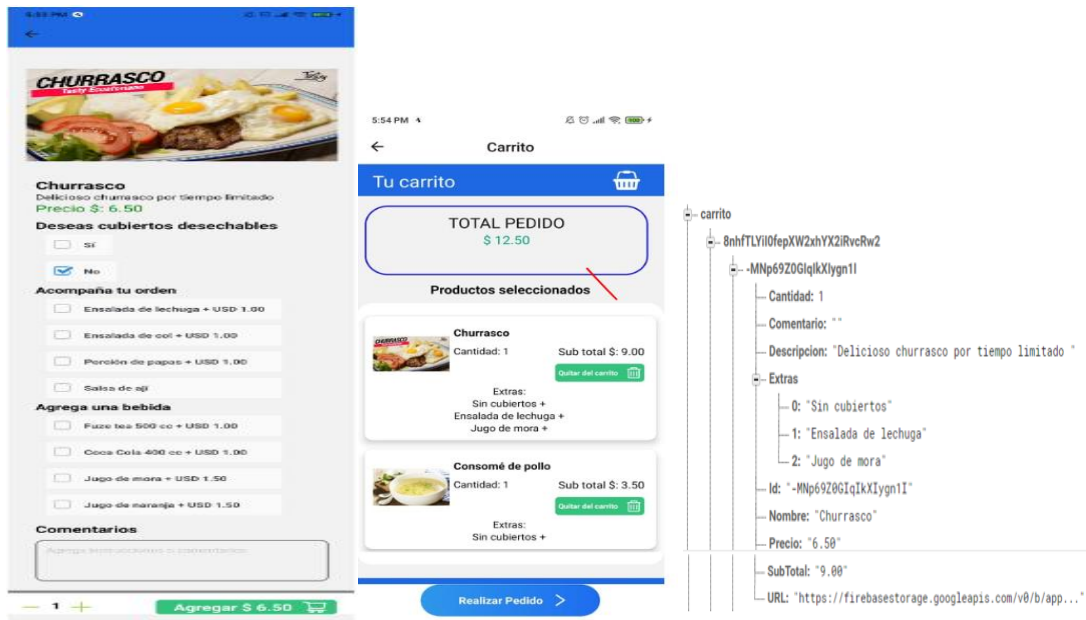 5:53 PM
CHURRASCO
Tasty Ecuatoriano
Churrasco
Delicioso churrasco por tiempo limitado
Precio $: 6.50
Deseas cubiertos desechables
Sí
No
Acompaña tu orden
Ensalada de lechuga + USD 1.00
Ensalada de col + USD 1.00
Porción de papas + USD 1.00
Salsa de ají
Agrega una bebida
Fuze tea 500 cc + USD 1.00
Coca Cola 400 cc + USD 1.00
Jugo de mora + USD 1.50
Jugo de naranja + USD 1.50
Comentarios
1
Agregar $ 6.50
5:54 PM
100
Carrito
Tu carrito
TOTAL PEDIDO
$ 12.50
Productos seleccionados
Churrasco
CHURRASCO
Cantidad: 1 Sub total $: 9.00
Quitar del carrito
Extras:
Sin cubiertos +
Ensalada de lechuga +
Jugo de mora +
Consomé de pollo
Cantidad: 1 Sub total $: 3.50
Quitar del carrito
Extras:
Sin cubiertos +
Realizar Pedido
carrito
8nhfTLYiI0fepXW2xhYX2iRvcRw2
-MNp69Z0GIqIkXIygn1I
Cantidad: 1
Comentario: ""
Descripcion: "Delicioso churrasco por tiempo limitado "
Extras
0: "Sin cubiertos"
1: "Ensalada de lechuga"
2: "Jugo de mora"
Id: "-MNp69Z0GIqIkXIygn1I"
Nombre: "Churrasco"
Precio: "6.50"
SubTotal: "9.00"
URL: "https://firebasestorage.googleapis.com/v0/b/app..."